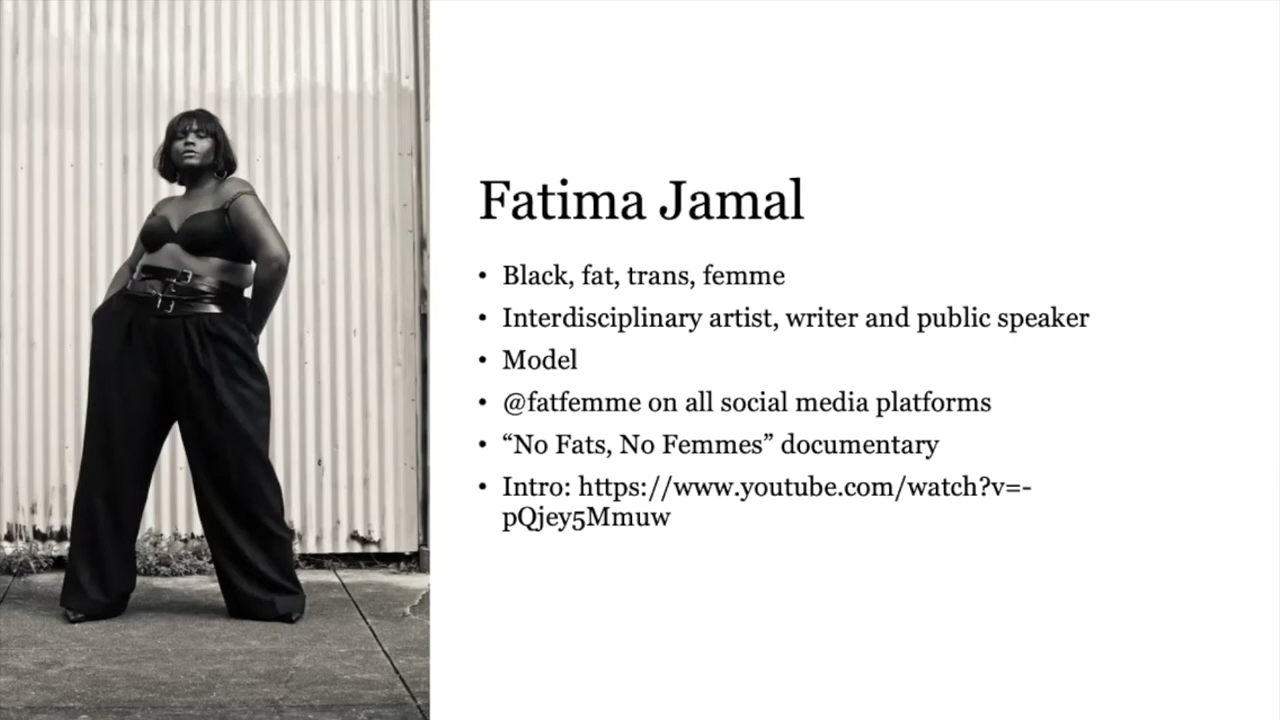 Fatima Jamal
• Black, fat, trans, femme
• Interdisciplinary artist, writer and public speaker
• Model
• @fatfemme on all social media platforms
• “No Fats, No Femmes” documentary
• Intro: https://www.youtube.com/watch?v=-
pQjey5Mmuw